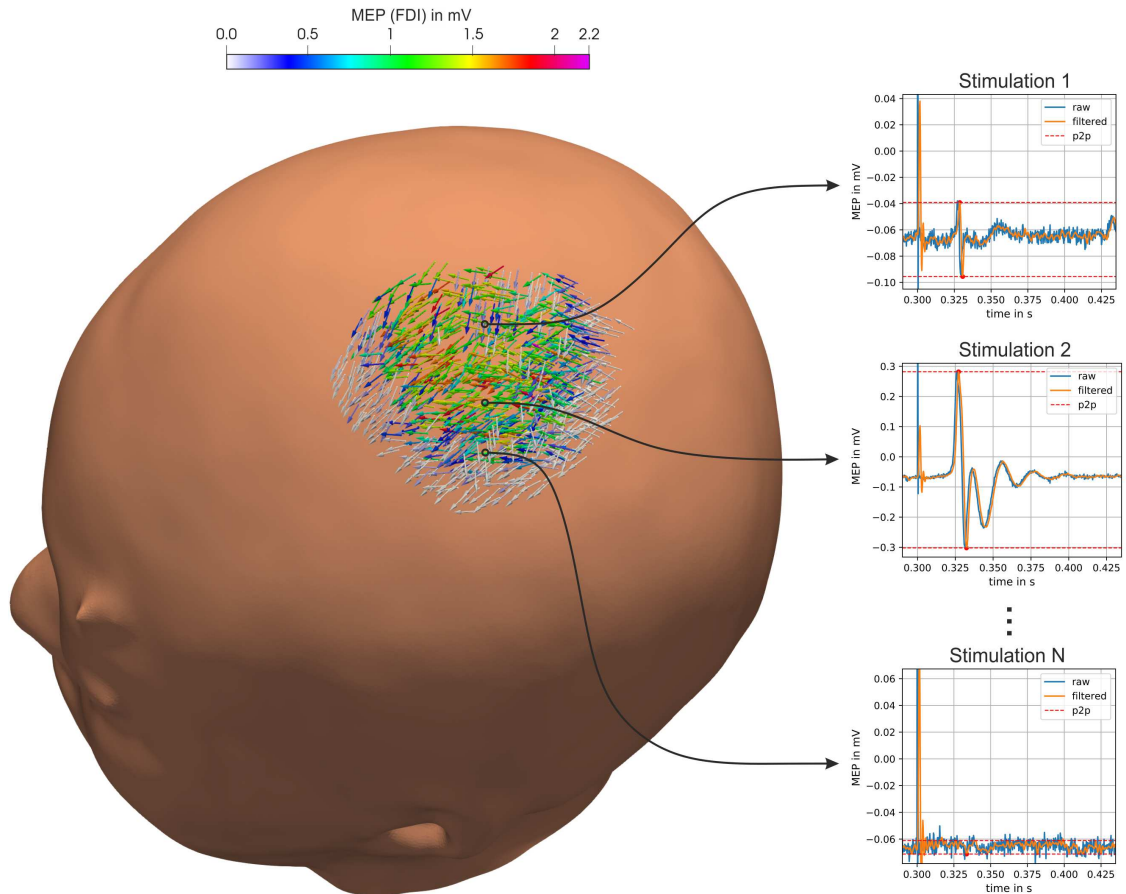 MEP (FDI) in mV
0.0 0.5 1 1.5 2 2.2
Stimulation 1
0.04
0.02
0.00
−0.02
−0.04
−0.06
−0.08
−0.10
MEP in mV
raw
filtered
p2p
0.300 0.325 0.350 0.375 0.400 0.425
time in s
Stimulation 2
0.3
0.2
0.1
0.0
−0.1
−0.2
−0.3
MEP in mV
raw
filtered
p2p
0.300 0.325 0.350 0.375 0.400 0.425
time in s
Stimulation N
0.06
0.04
0.02
0.00
−0.02
−0.04
−0.06
MEP in mV
raw
filtered
p2p
0.300 0.325 0.350 0.375 0.400 0.425
time in s